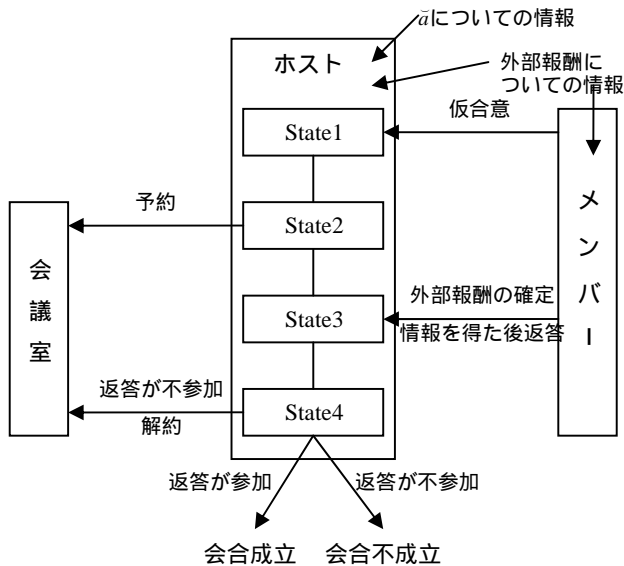 ãについての情報
ホスト
外部報酬に
ついての情報
State1
仮合意
メンバー
予約
State2
会議室
外部報酬の確定
State3
情報を得た後返答
返答が不参加
State4
解約
返答が参加
返答が不参加
会合成立
会合不成立